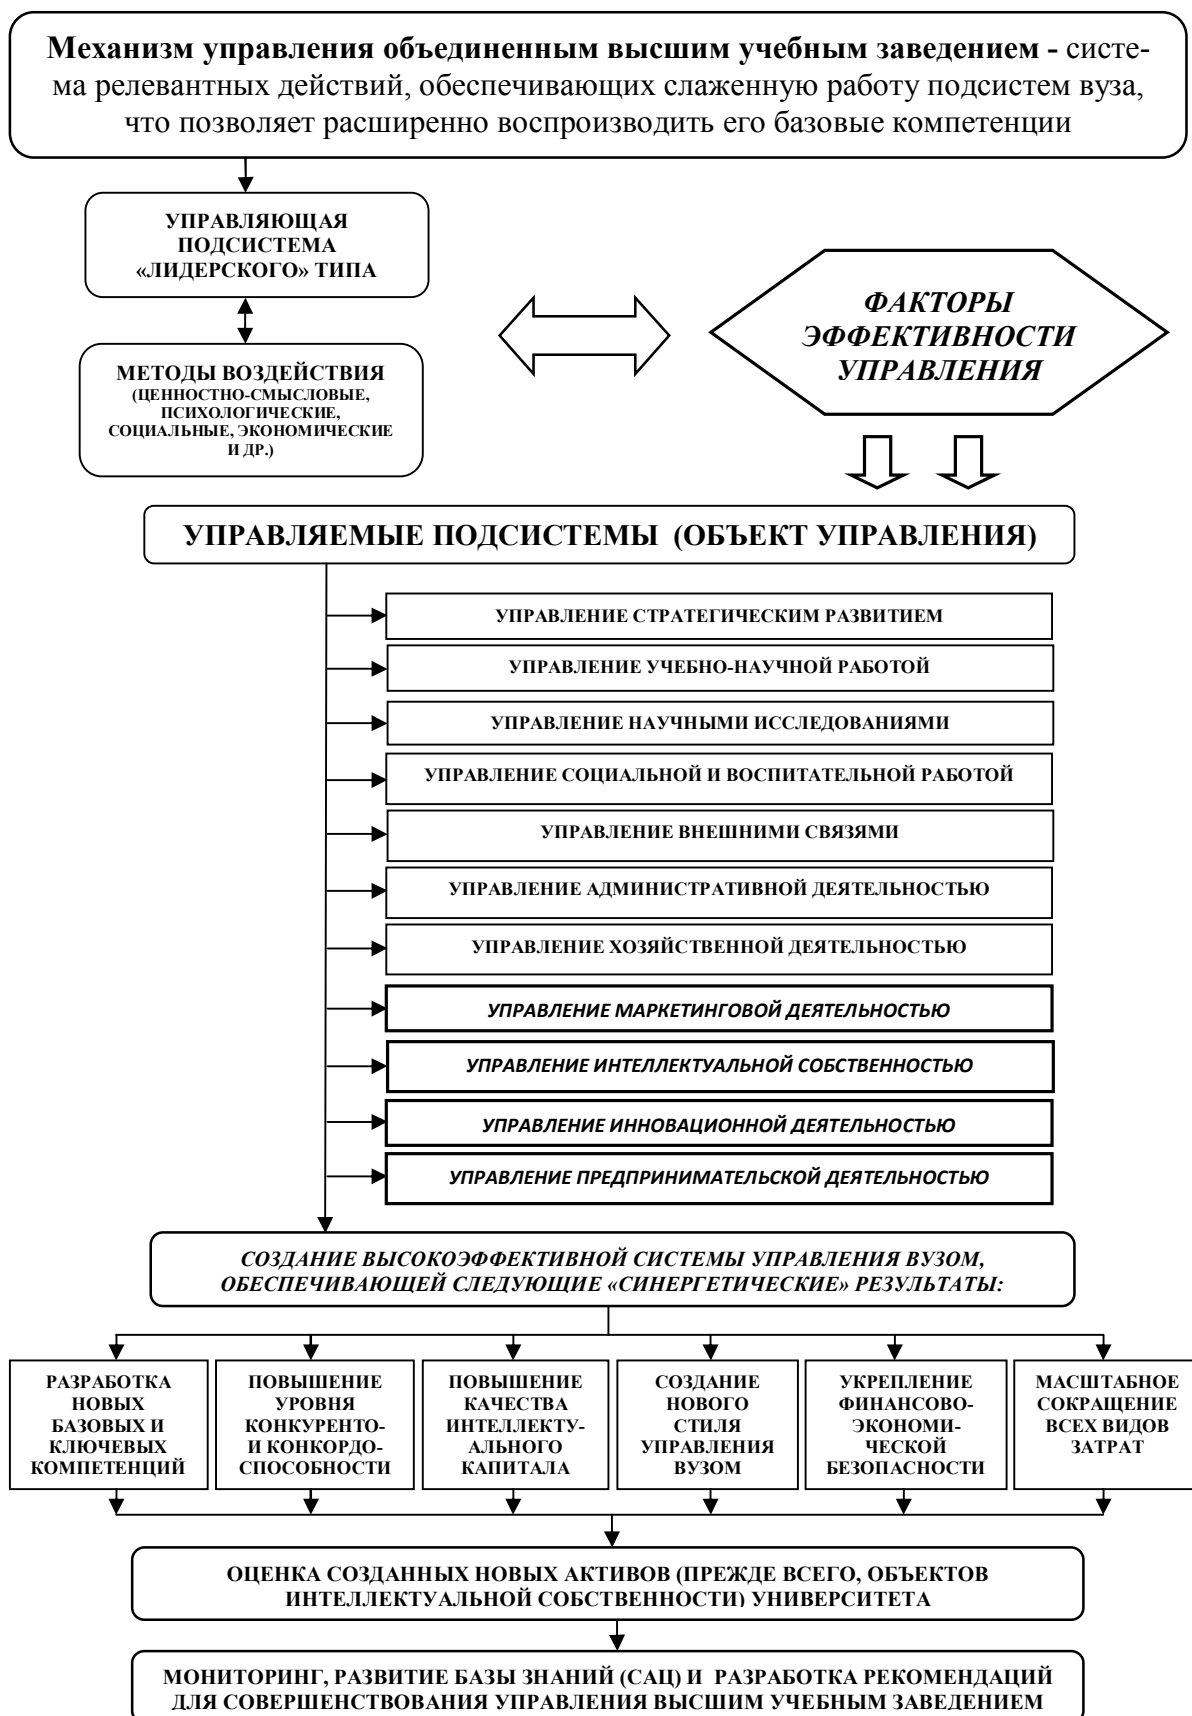 Механизм управления объединенным высшим учебным заведением - систе-
ма релевантных действий, обеспечивающих слаженную работу подсистем вуза,
что позволяет расширенно воспроизводить его базовые компетенции
УПРАВЛЯЮЩАЯ
ПОДСИСТЕМА
«ЛИДЕРСКОГО» ТИПА
ФАКТОРЫ
ЭФФЕКТИВНОСТИ
УПРАВЛЕНИЯ
МЕТОДЫ ВОЗДЕЙСТВИЯ
(ЦЕННОСТНО-СМЫСЛОВЫЕ,
ПСИХОЛОГИЧЕСКИЕ,
СОЦИАЛЬНЫЕ, ЭКОНОМИЧЕСКИЕ
И ДР.)
УПРАВЛЯЕМЫЕ ПОДСИСТЕМЫ (ОБЪЕКТ УПРАВЛЕНИЯ)
УПРАВЛЕНИЕ СТРАТЕГИЧЕСКИМ РАЗВИТИЕМ
УПРАВЛЕНИЕ УЧЕБНО-НАУЧНОЙ РАБОТОЙ
УПРАВЛЕНИЕ НАУЧНЫМИ ИССЛЕДОВАНИЯМИ
УПРАВЛЕНИЕ СОЦИАЛЬНОЙ И ВОСПИТАТЕЛЬНОЙ РАБОТОЙ
УПРАВЛЕНИЕ ВНЕШНИМИ СВЯЗЯМИ
УПРАВЛЕНИЕ АДМИНИСТРАТИВНОЙ ДЕЯТЕЛЬНОСТЬЮ
УПРАВЛЕНИЕ ХОЗЯЙСТВЕННОЙ ДЕЯТЕЛЬНОСТЬЮ
УПРАВЛЕНИЕ МАРКЕТИНГОВОЙ ДЕЯТЕЛЬНОСТЬЮ
УПРАВЛЕНИЕ ИНТЕЛЛЕКТУАЛЬНОЙ СОБСТВЕННОСТЬЮ
УПРАВЛЕНИЕ ИННОВАЦИОННОЙ ДЕЯТЕЛЬНОСТЬЮ
УПРАВЛЕНИЕ ПРЕДПРИНИМАТЕЛЬСКОЙ ДЕЯТЕЛЬНОСТЬЮ
СОЗДАНИЕ ВЫСОКОЭФФЕКТИВНОЙ СИСТЕМЫ УПРАВЛЕНИЯ ВУЗОМ,
ОБЕСПЕЧИВАЮЩЕЙ СЛЕДУЮЩИЕ «СИНЕРГЕТИЧЕСКИЕ» РЕЗУЛЬТАТЫ:
РАЗРАБОТКА
НОВЫХ
БАЗОВЫХ И
КЛЮЧЕВЫХ
КОМПЕТЕНЦИЙ
ПОВЫШЕНИЕ
УРОВНЯ
КОНКУРЕНТО-
И КОНКОРДО-
СПОСОБНОСТИ
ПОВЫШЕНИЕ
КАЧЕСТВА
ИНТЕЛЛЕКТУ-
АЛЬНОГО
КАПИТАЛА
СОЗДАНИЕ
НОВОГО
СТИЛЯ
УПРАВЛЕНИЯ
ВУЗОМ
УКРЕПЛЕНИЕ
ФИНАНСОВО-
ЭКОНОМИ-
ЧЕСКОЙ
БЕЗОПАСНОСТИ
МАСШТАБНОЕ
СОКРАЩЕНИЕ
ВСЕХ ВИДОВ
ЗАТРАТ
ОЦЕНКА СОЗДАННЫХ НОВЫХ АКТИВОВ (ПРЕЖДЕ ВСЕГО, ОБЪЕКТОВ
ИНТЕЛЛЕКТУАЛЬНОЙ СОБСТВЕННОСТИ) УНИВЕРСИТЕТА
МОНИТОРИНГ, РАЗВИТИЕ БАЗЫ ЗНАНИЙ (САЦ) И РАЗРАБОТКА РЕКОМЕНДАЦИЙ
ДЛЯ СОВЕРШЕНСТВОВАНИЯ УПРАВЛЕНИЯ ВЫСШИМ УЧЕБНЫМ ЗАВЕДЕНИЕМ